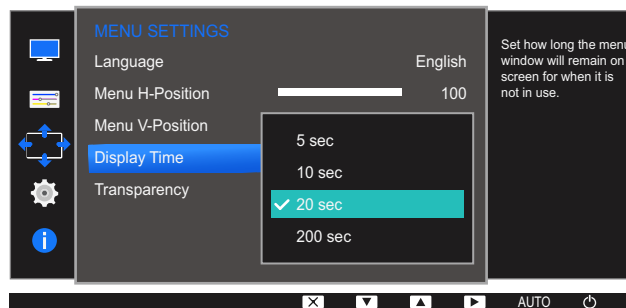 MENU SETTINGS
Language English
Menu H-Position 100
Menu V-Position
Display Time
Transparency
5 sec
10 sec
20 sec
200 sec
Set how long the menu
window will remain on
screen for when it is
not in use.
AUTO